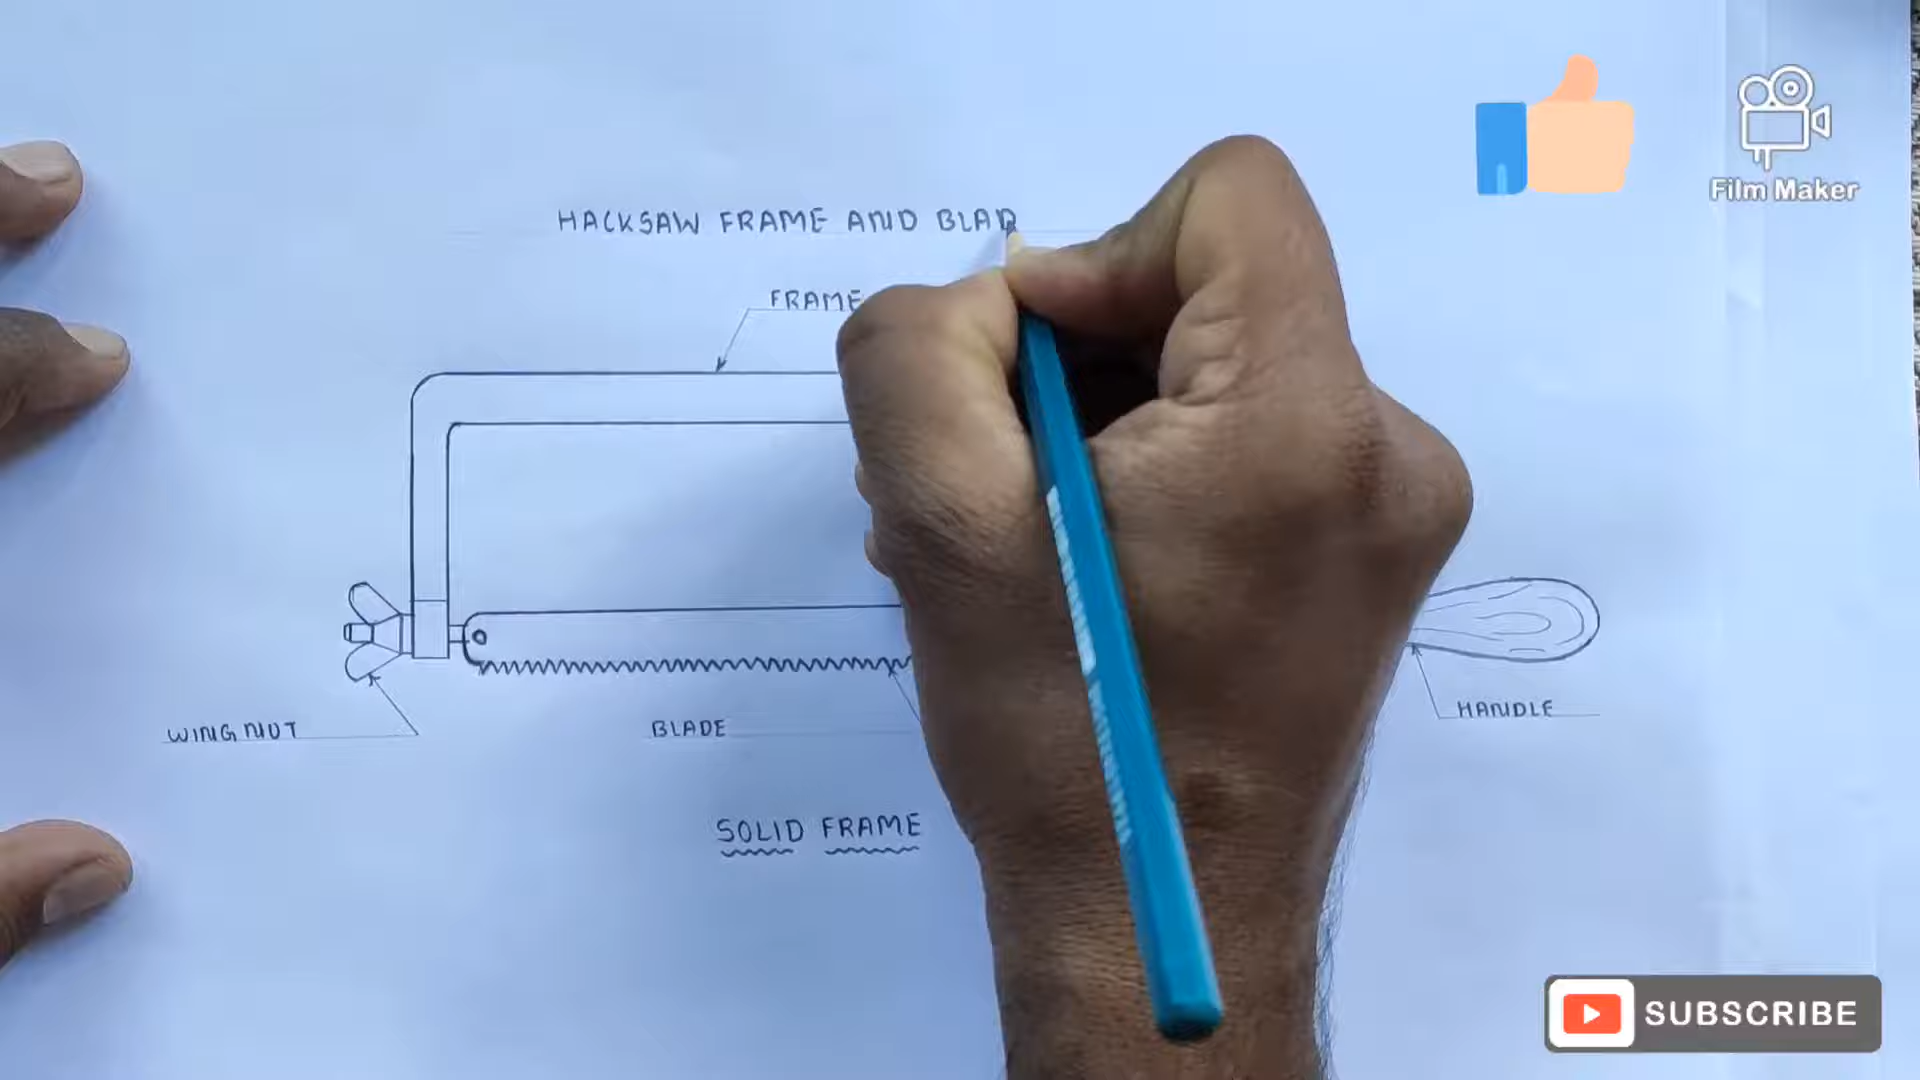 HACKSAW FRAME AND BLAD
Film Maker
FRAME
WING NUT
BLADE
HANDLE
SOLID FRAME
SUBSCRIBE